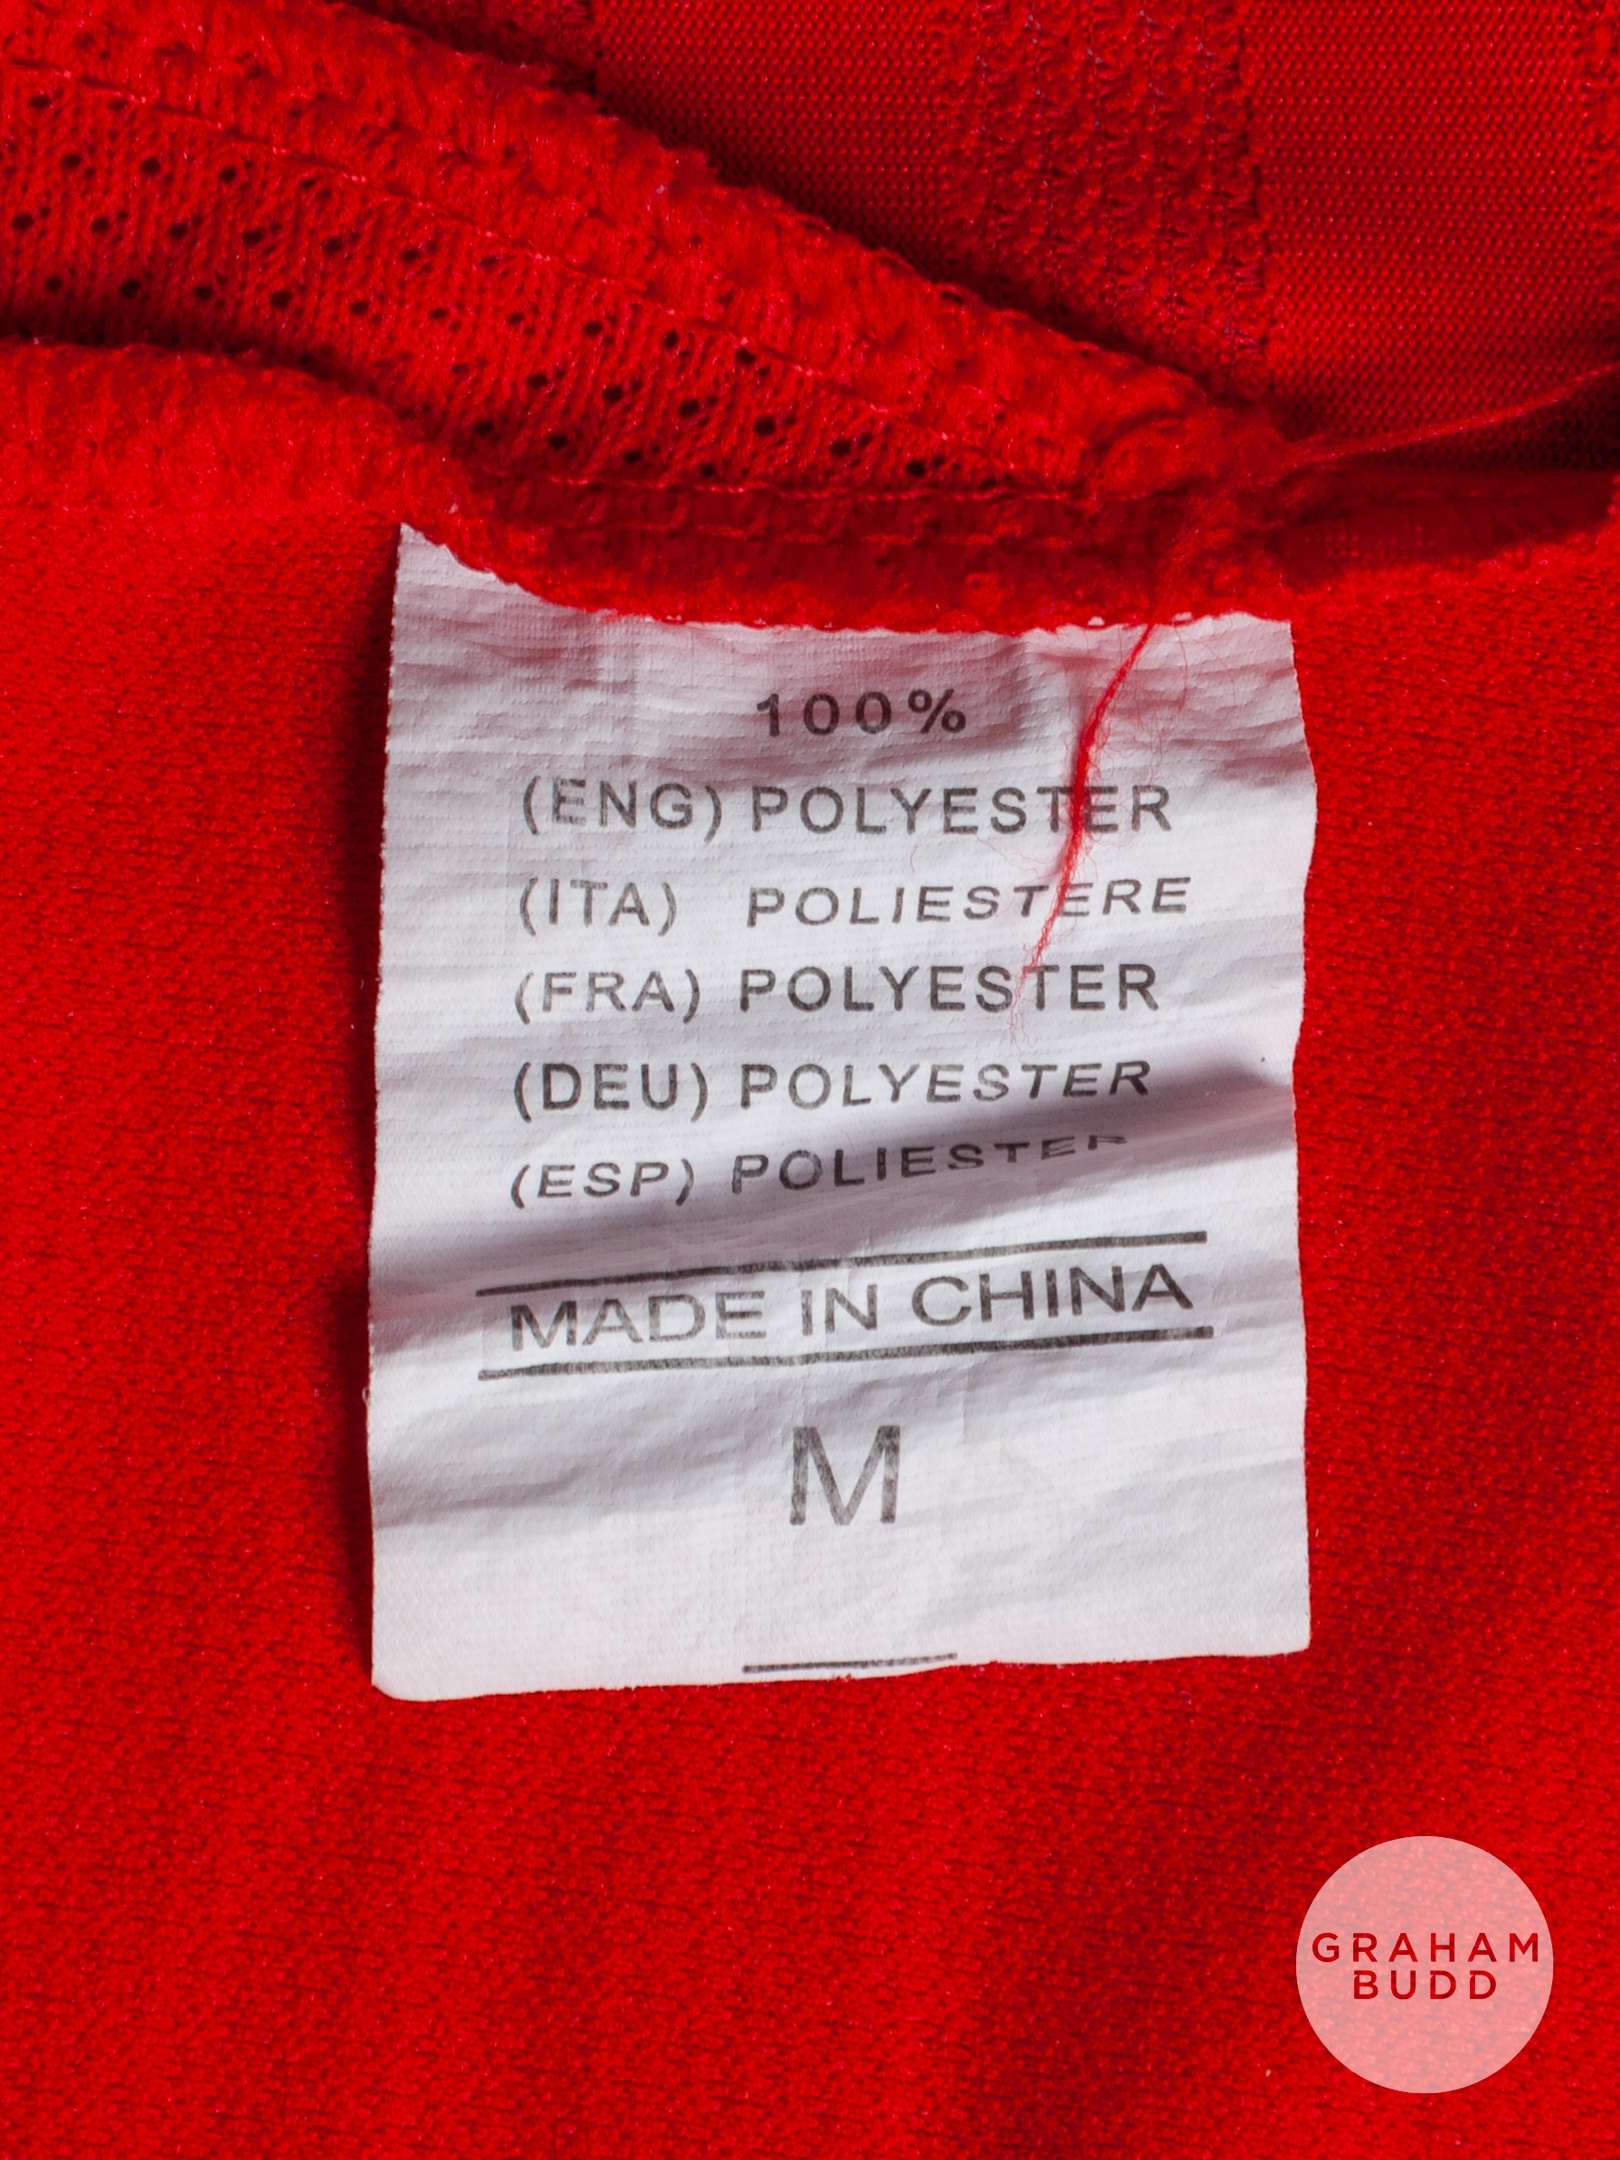 100%
(ENG) POLYESTER
(ITA) POLIESTERE
(FRA) POLYESTER
(DEU) POLYESTER
(ESP) POLIESTER
MADE IN CHINA
M
GRAHAM
BUDD